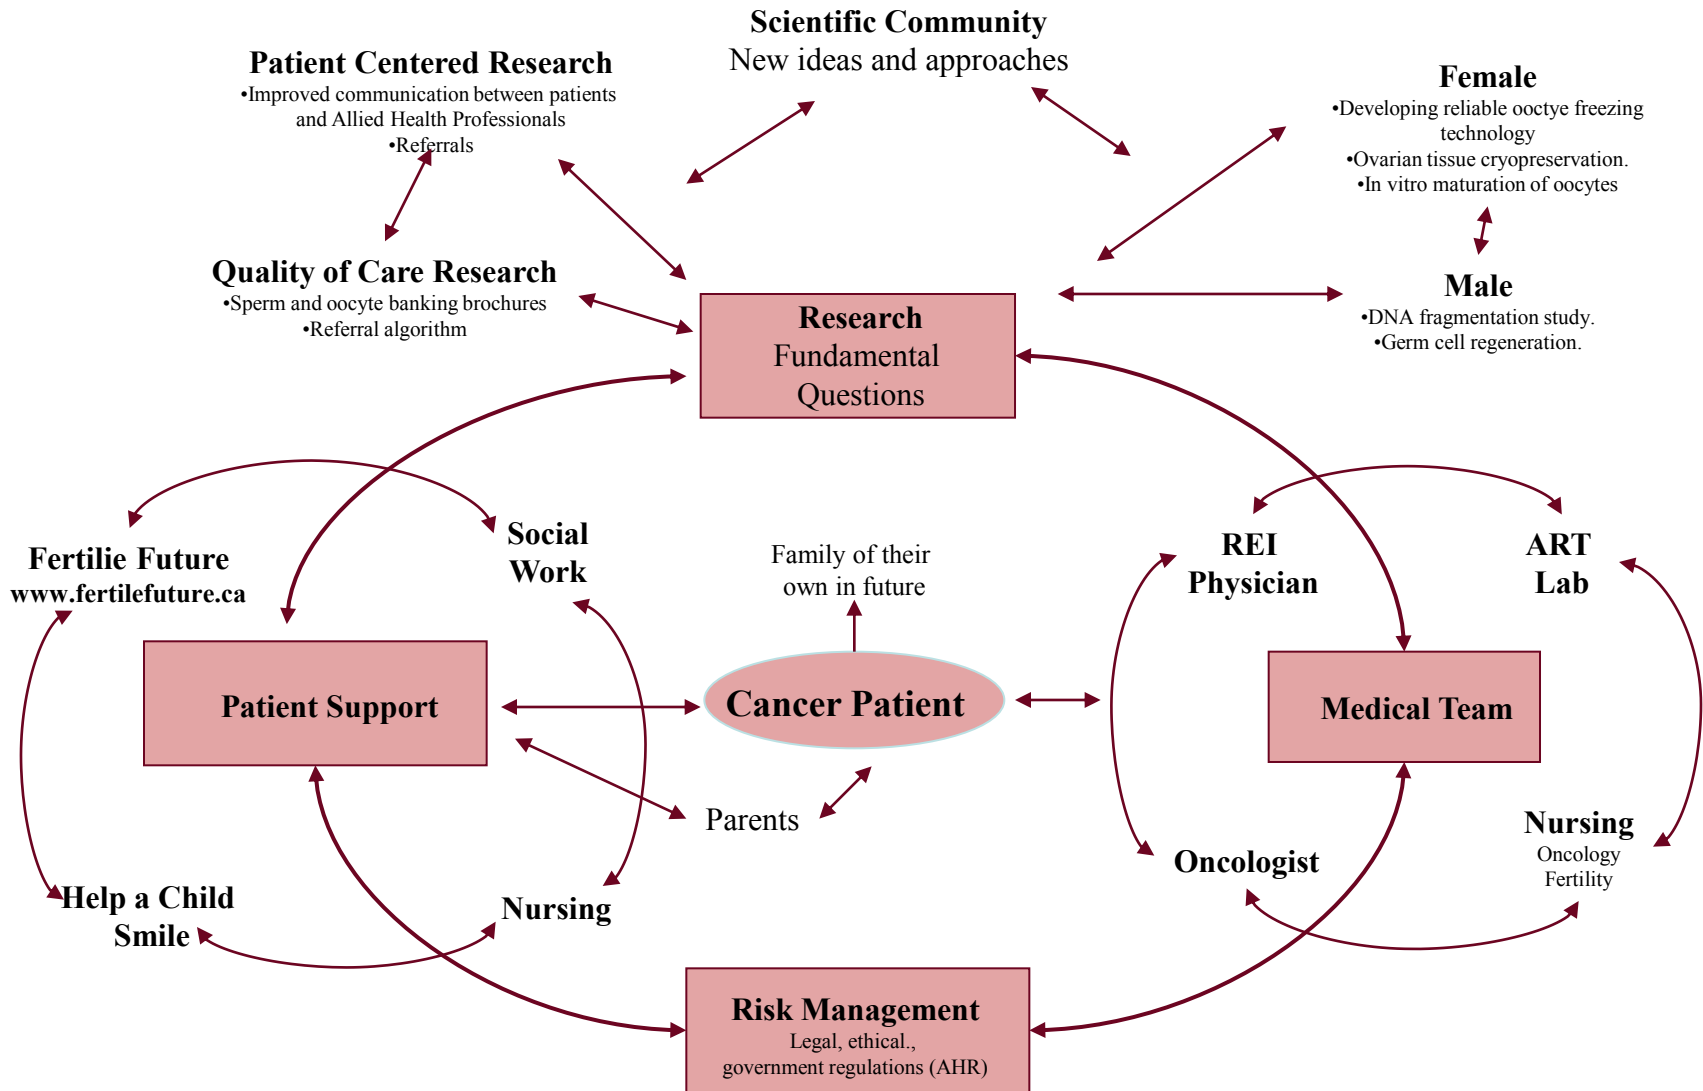 Scientific Community
New ideas and approaches
Patient Centered Research
•Improved communication between patients
and Allied Health Professionals
•Referrals
Female
•Developing reliable ooctye freezing
technology
•Ovarian tissue cryopreservation.
•In vitro maturation of oocytes
Quality of Care Research
•Sperm and oocyte banking brochures
•Referral algorithm
Research
Fundamental
Questions
Male
•DNA fragmentation study.
•Germ cell regeneration.
Fertilie Future
www.fertilefuture.ca
Social
Work
Family of their
own in future
REI
Physician
ART
Lab
Patient Support
Cancer Patient
Medical Team
Parents
Help a Child
Smile
Nursing
Oncologist
Nursing
Oncology
Fertility
Risk Management
Legal, ethical.,
government regulations (AHR)